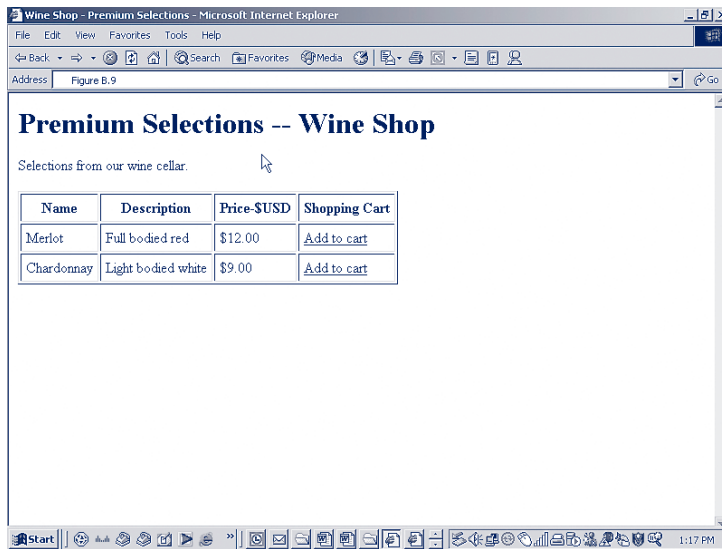 Wine Shop - Premium Selections - Microsoft Internet Explorer
File Edit View Favorites Tools Help
Back Search Favorites Media
Address Figure B.9 Go
Premium Selections -- Wine Shop
Selections from our wine cellar.
Name Description Price-$USD Shopping Cart
Merlot Full bodied red $12.00 Add to cart
Chardonnay Light bodied white $9.00 Add to cart
Start 1:17 PM